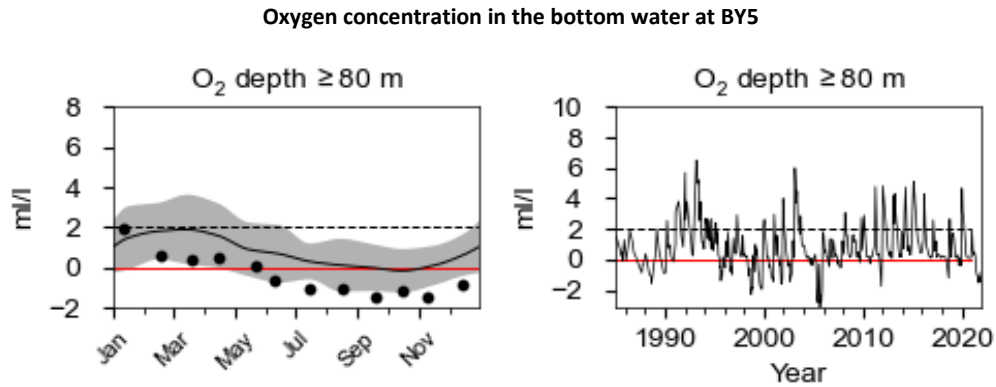 Oxygen concentration in the bottom water at BY5
O₂ depth ≥ 80 m
8
6
4
2
0
−2
ml/l
Jan
Mar
May
Jul
Sep
Nov
O₂ depth ≥ 80 m
10
8
6
4
2
0
−2
ml/l
1990
2000
2010
2020
Year